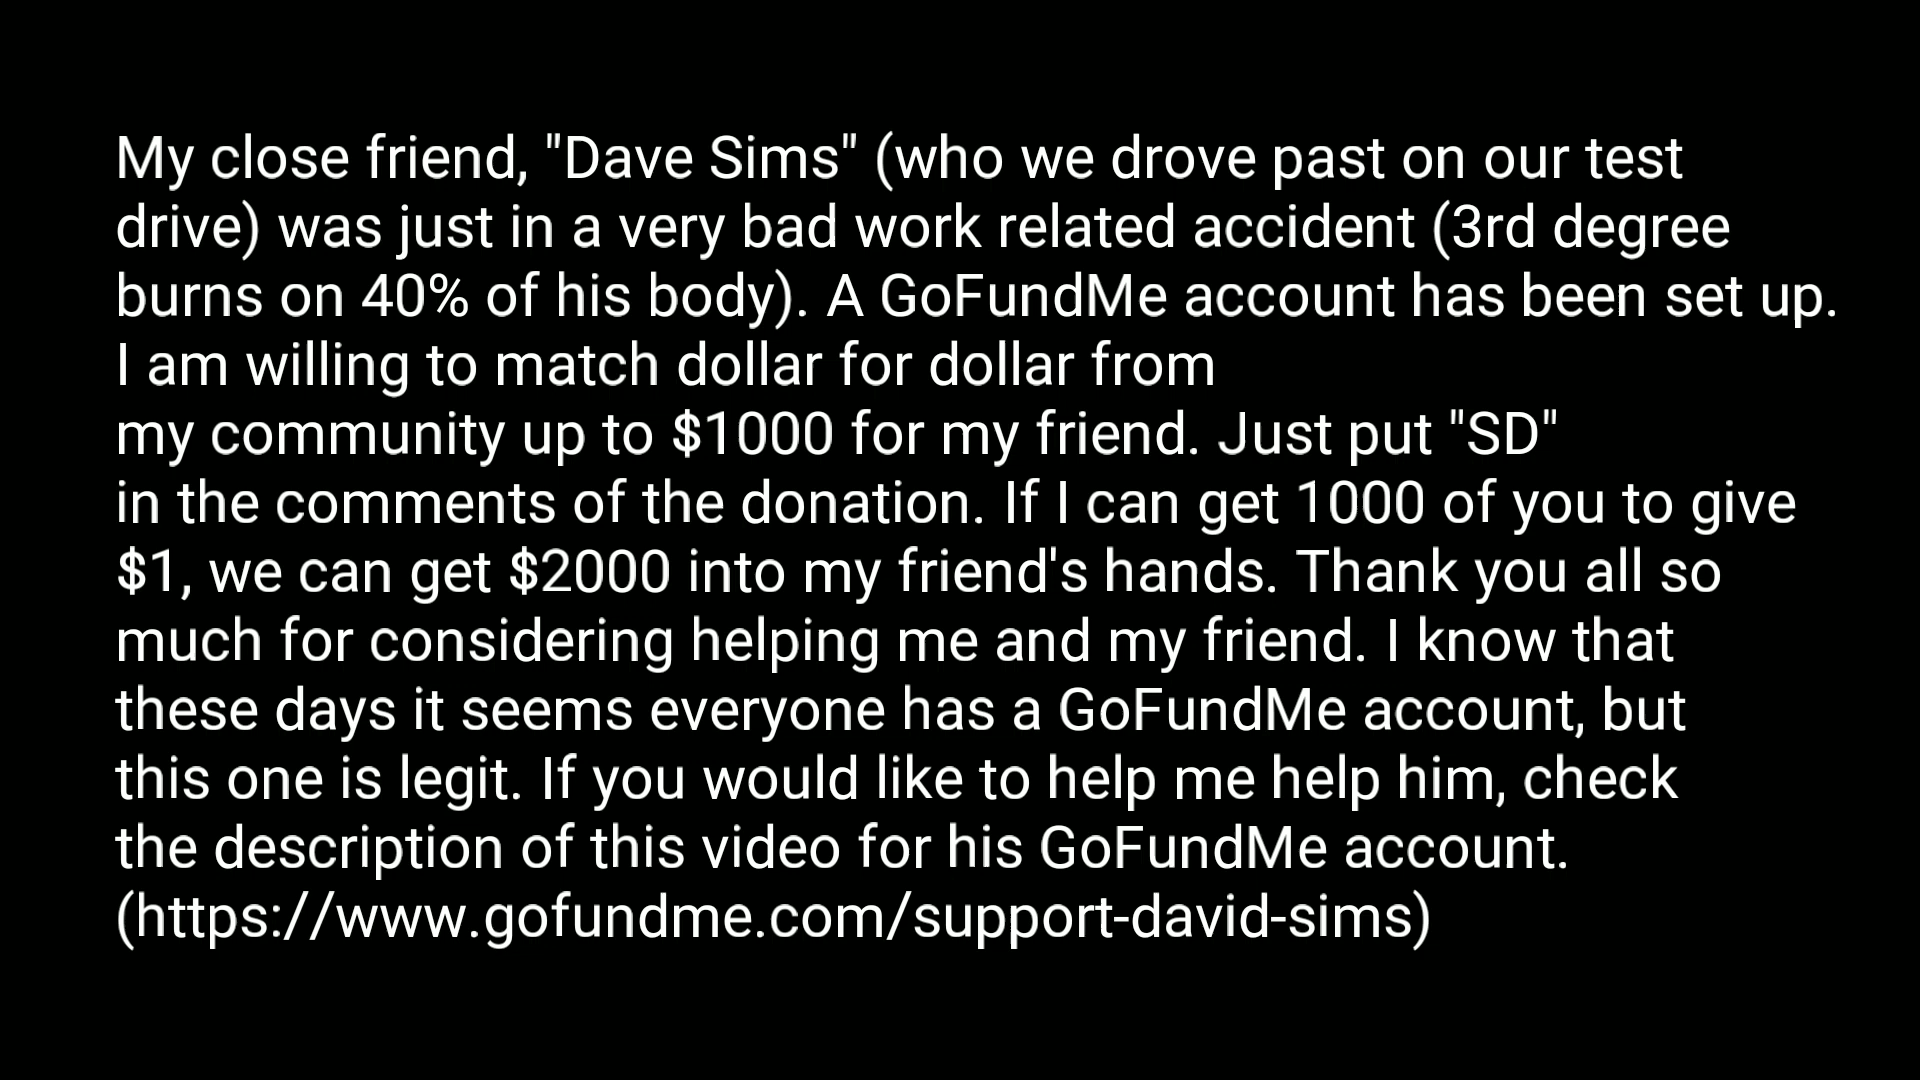 My close friend, "Dave Sims" (who we drove past on our test
drive) was just in a very bad work related accident (3rd degree
burns on 40% of his body). A GoFundMe account has been set up.
I am willing to match dollar for dollar from
my community up to $1000 for my friend. Just put "SD"
in the comments of the donation. If I can get 1000 of you to give
$1, we can get $2000 into my friend's hands. Thank you all so
much for considering helping me and my friend. I know that
these days it seems everyone has a GoFundMe account, but
this one is legit. If you would like to help me help him, check
the description of this video for his GoFundMe account.
(https://www.gofundme.com/support-david-sims)